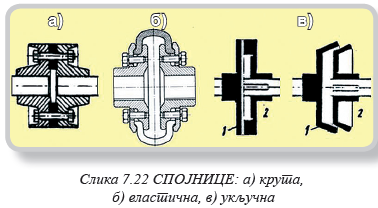 а) б) в)
1 2 1 2
Слика 7.22 СПОЈНИЦЕ: а) крута,
б) еластична, в) укључна